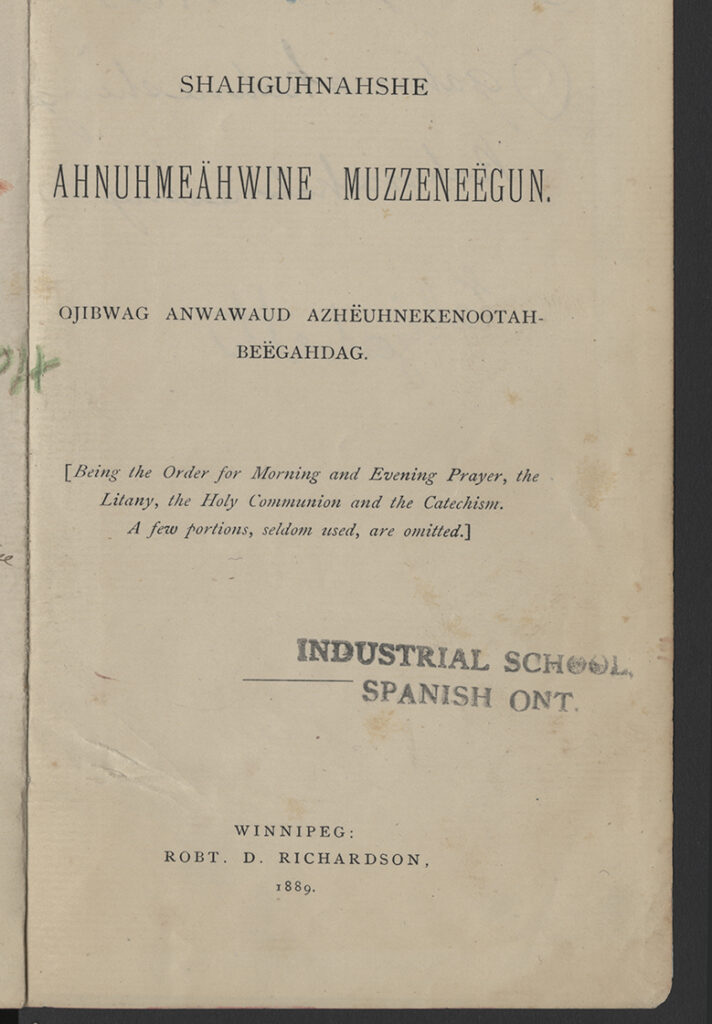 SHAHGUHNAHSHE
AHNUHMEÄHWINE MUZZENEËGUN.
OJIBWAG ANWAWAUD AZHËUHNEKENOOTAH-
BEËGAHDAG.
[Being the Order for Morning and Evening Prayer, the
Litany, the Holy Communion and the Catechism.
A few portions, seldom used, are omitted.]
INDUSTRIAL SCHOOL,
SPANISH ONT.
WINNIPEG:
ROBT. D. RICHARDSON,
1889.